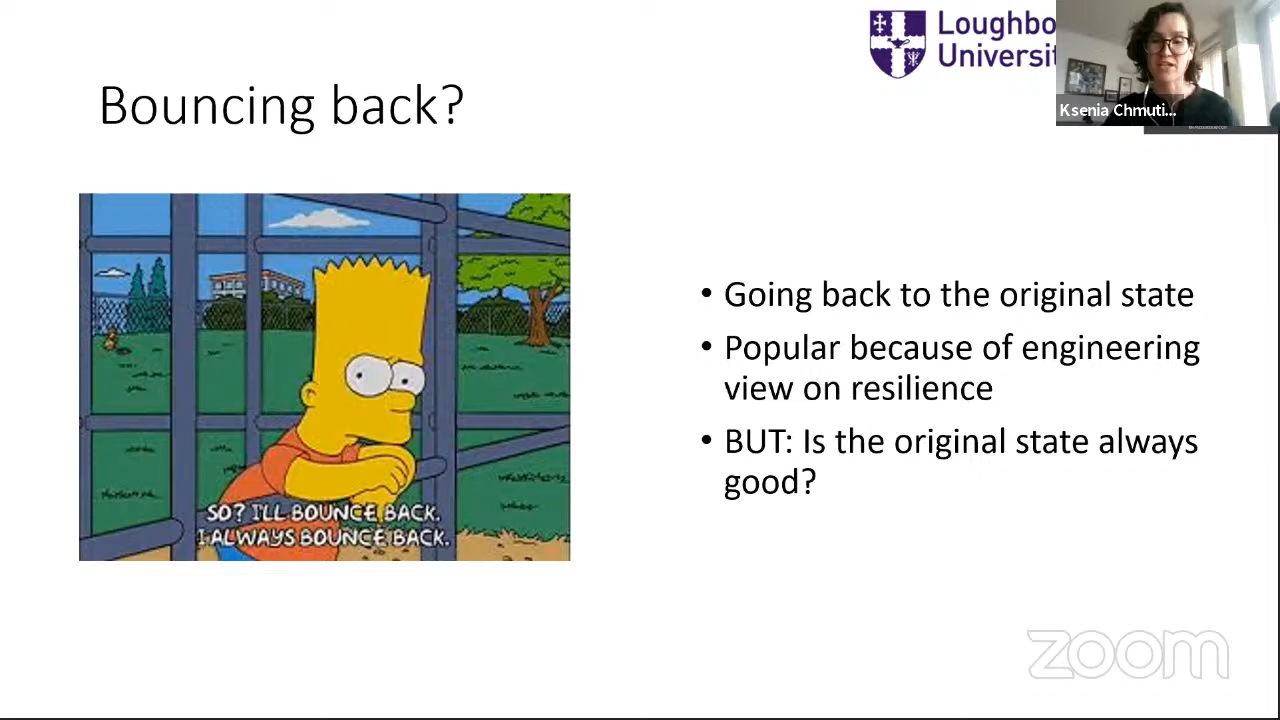 Loughbo
Universit
Ksenia Chmuti...
Bouncing back?
SO? I'LL BOUNCE BACK.
I ALWAYS BOUNCE BACK.
• Going back to the original state
• Popular because of engineering
view on resilience
• BUT: Is the original state always
good?
zoom